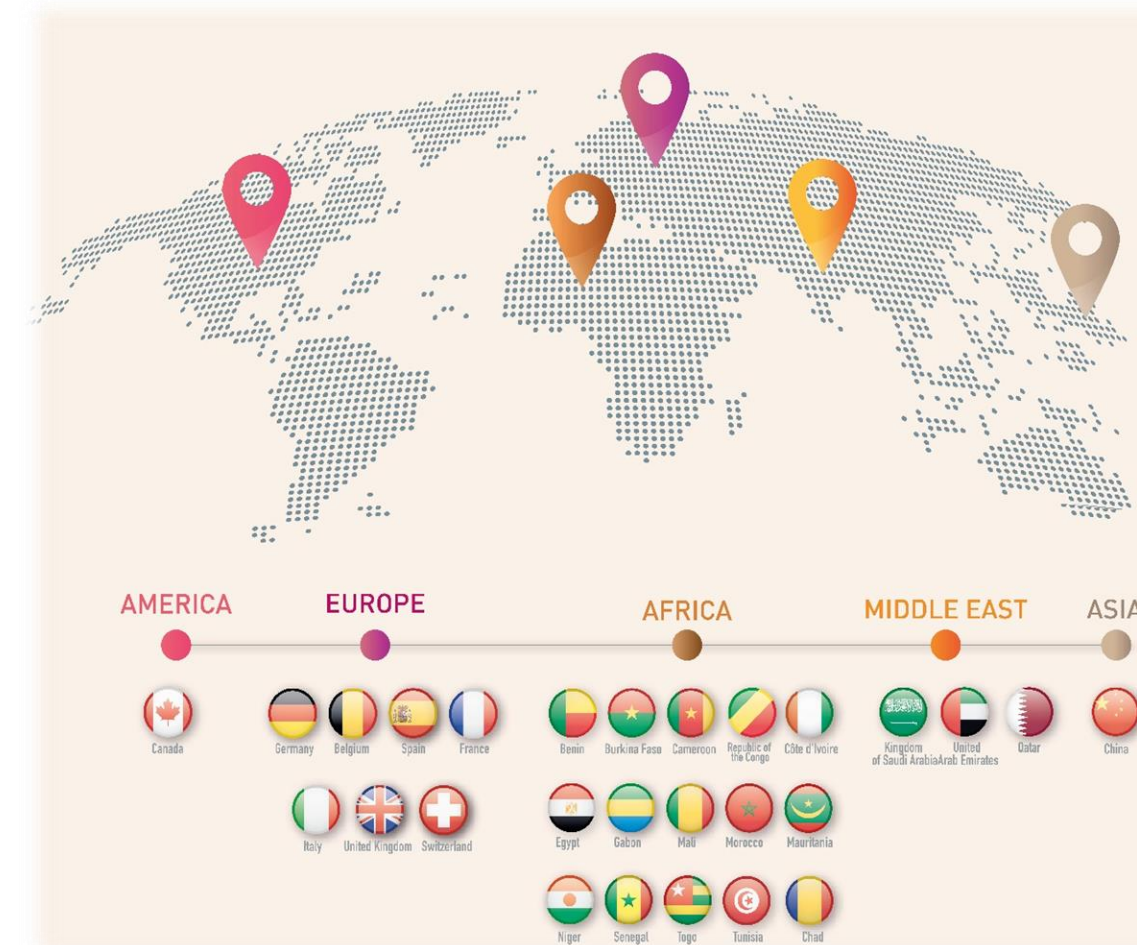 AMERICA EUROPE AFRICA MIDDLE EAST ASIA
Canada Germany Belgium Spain France Benin Burkina Faso Cameroon Republic of the Congo Côte d'Ivoire Kingdom of Saudi Arabia United Arab Emirates Qatar China
Italy United Kingdom Switzerland Egypt Gabon Mali Morocco Mauritania
Niger Senegal Togo Tunisia Chad